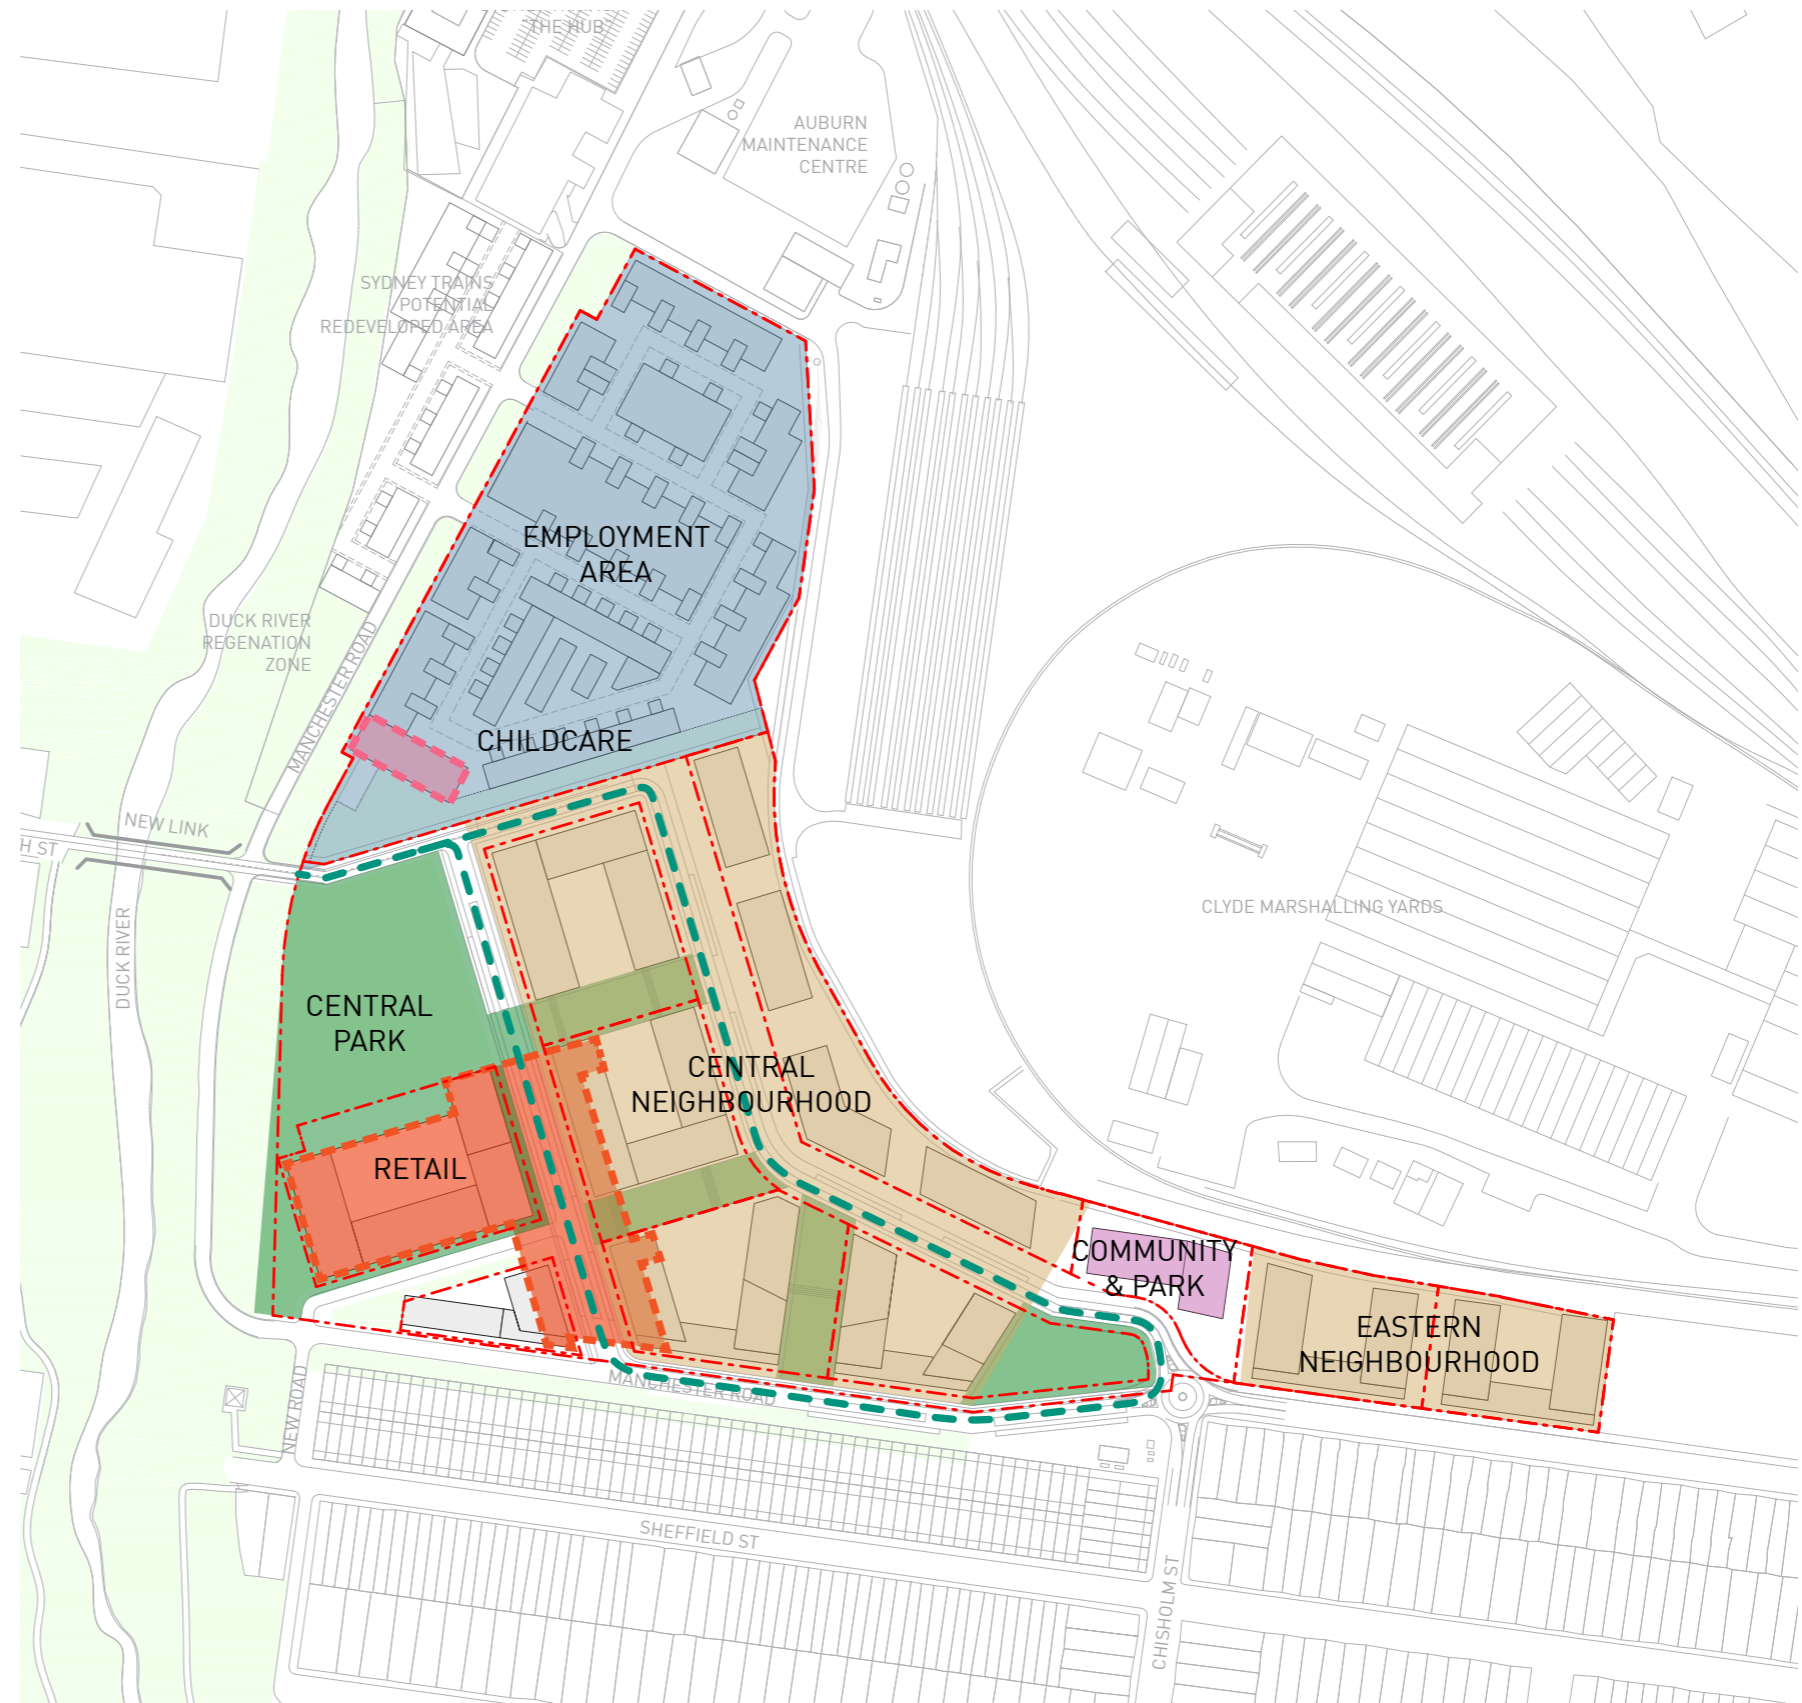 "THE HUB"
AUBURN
MAINTENANCE
CENTRE
SYDNEY TRAINS
POTENTIAL
REDEVELOPED AREA
EMPLOYMENT
AREA
DUCK RIVER
REGENATION
ZONE
MANCHESTER ROAD
CHILDCARE
NEW LINK
H ST
DUCK RIVER
CLYDE MARSHALLING YARDS
CENTRAL
PARK
CENTRAL
NEIGHBOURHOOD
RETAIL
COMMUNITY
& PARK
EASTERN
NEIGHBOURHOOD
MANCHESTER ROAD
NEW ROAD
SHEFFIELD ST
CHISHOLM ST